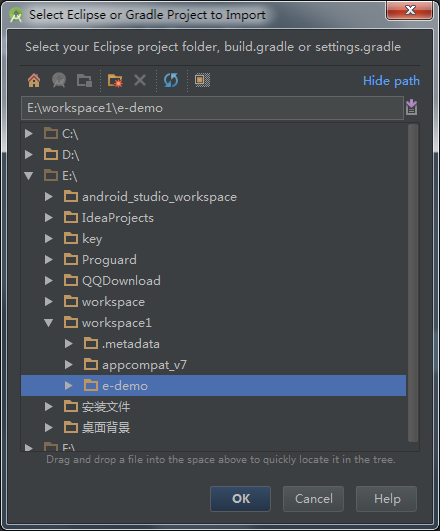 Select Eclipse or Gradle Project to Import
Select your Eclipse project folder, build.gradle or settings.gradle
Hide path
E:\workspace1\e-demo
C:\
D:\
E:\
android_studio_workspace
IdeaProjects
key
Proguard
QQDownload
workspace
workspace1
.metadata
appcompat_v7
e-demo
安装文件
桌面背景
F:\
Drag and drop a file into the space above to quickly locate it in the tree.
OK Cancel Help